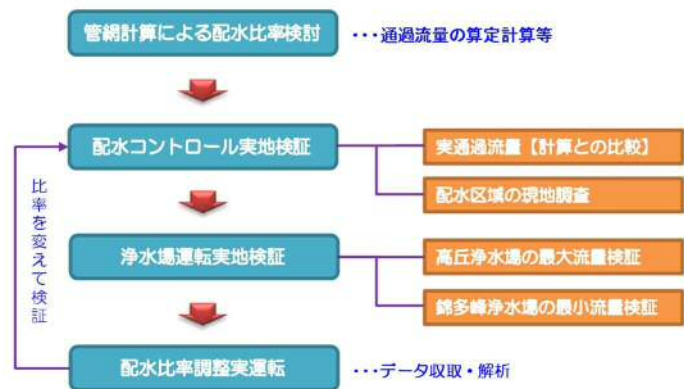 管網計算による配水比率検討
・・・通過流量の算定計算等
配水コントロール実地検証
実通過流量【計算との比較】
配水区域の現地調査
比率を変えて検証
浄水場運転実地検証
高丘浄水場の最大流量検証
錦多峰浄水場の最小流量検証
配水比率調整実運転
・・・データ収取・解析